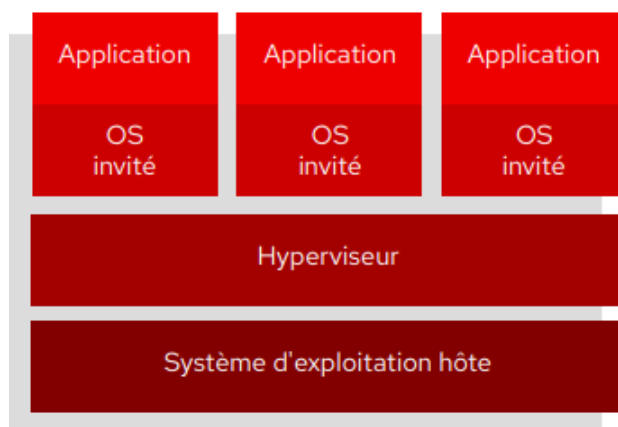 Application
Application
Application
OS
invité
OS
invité
OS
invité
Hyperviseur
Système d'exploitation hôte